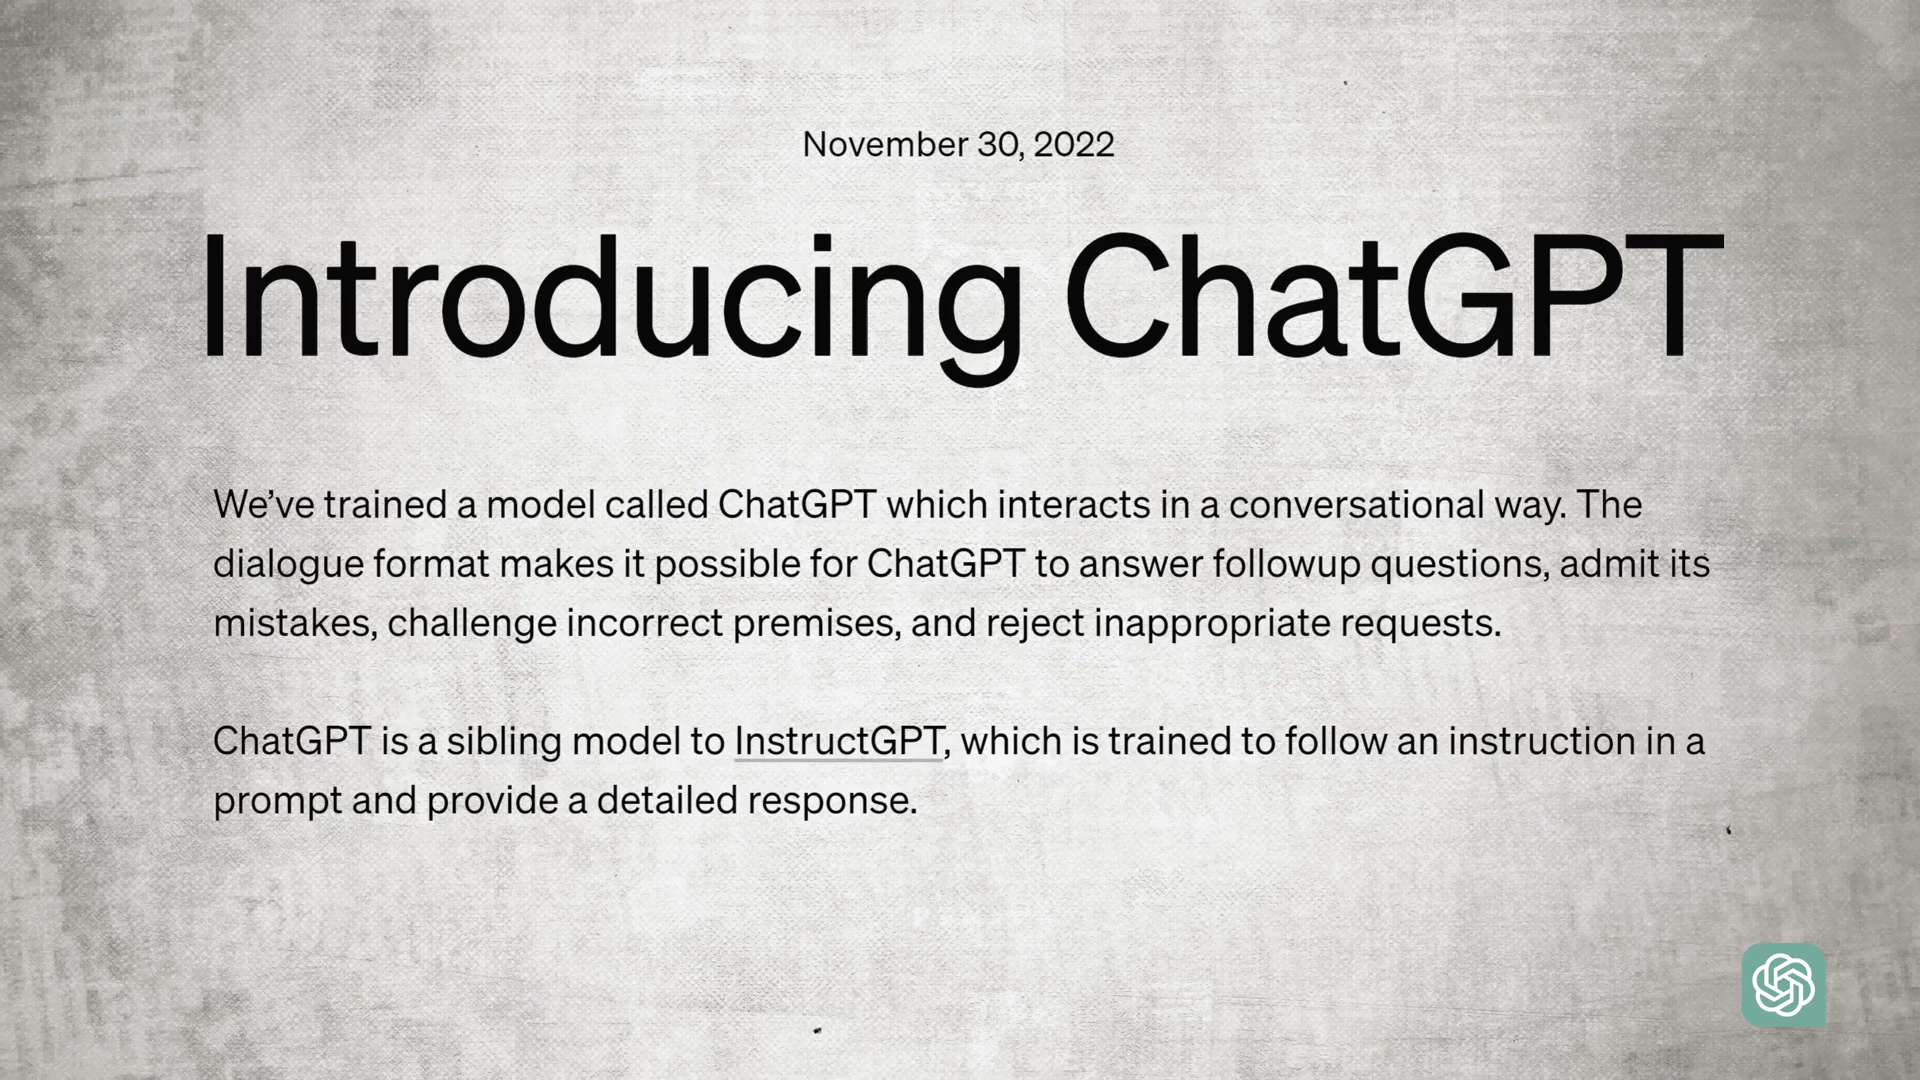 November 30, 2022
Introducing ChatGPT
We’ve trained a model called ChatGPT which interacts in a conversational way. The
dialogue format makes it possible for ChatGPT to answer followup questions, admit its
mistakes, challenge incorrect premises, and reject inappropriate requests.
ChatGPT is a sibling model to InstructGPT, which is trained to follow an instruction in a
prompt and provide a detailed response.